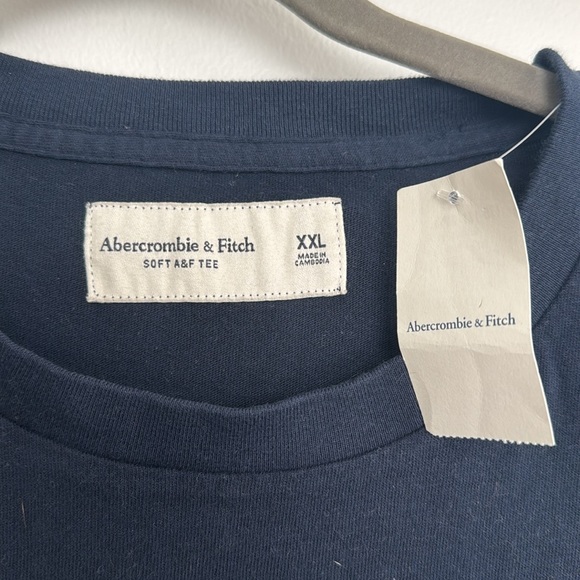 Abercrombie & Fitch
SOFT A&F TEE
XXL
MADE IN
CAMBODIA
Abercrombie & Fitch